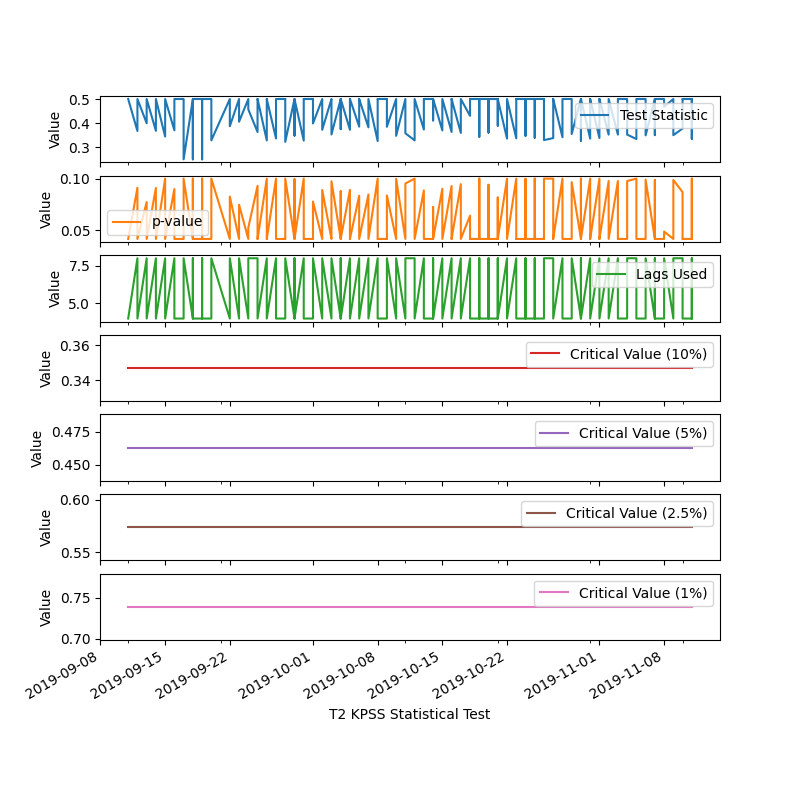 0.5
0.4
0.3
Value
Test Statistic
0.10
0.05
Value
p-value
7.5
5.0
Value
Lags Used
0.36
0.34
Value
Critical Value (10%)
0.475
0.450
Value
Critical Value (5%)
0.60
0.55
Value
Critical Value (2.5%)
0.75
0.70
Value
Critical Value (1%)
2019-09-08
2019-09-15
2019-09-22
2019-10-01
2019-10-08
2019-10-15
2019-10-22
2019-11-01
2019-11-08
T2 KPSS Statistical Test